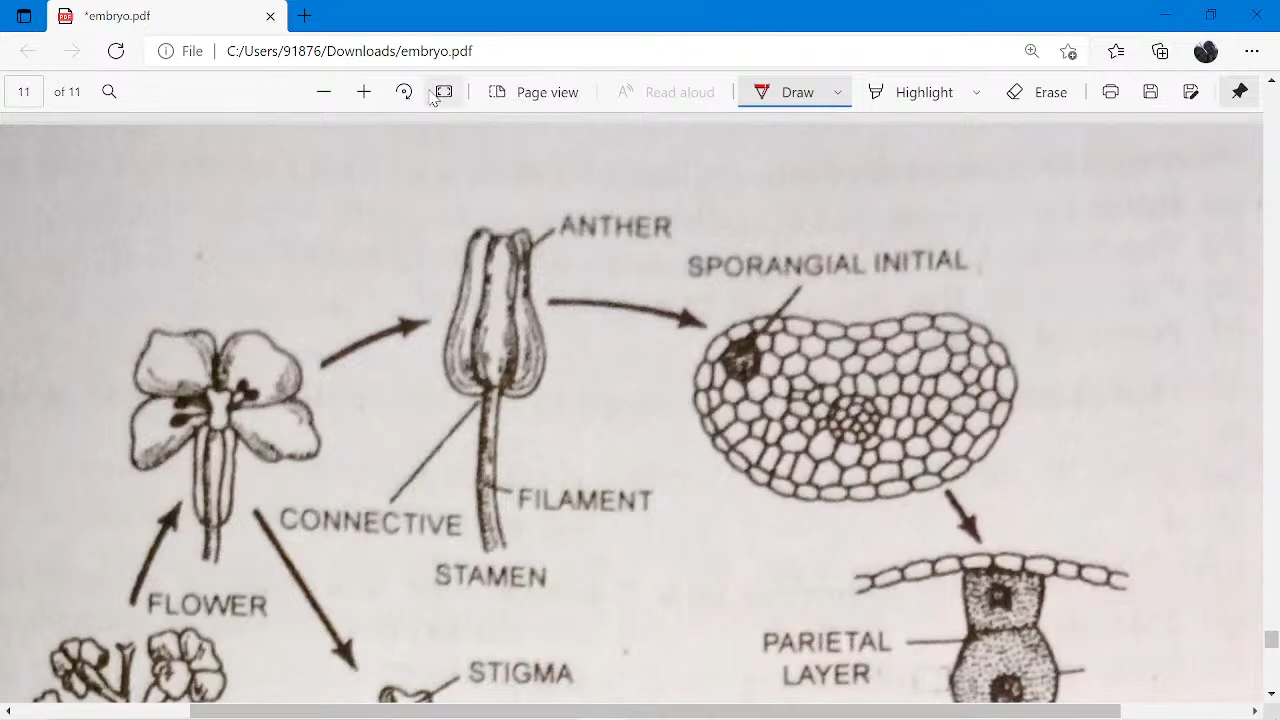 *embryo.pdf
File
C:/Users/91876/Downloads/embryo.pdf
11
of 11
Page view
Read aloud
Draw
Highlight
Erase
ANTHER
SPORANGIAL INITIAL
CONNECTIVE
FILAMENT
STAMEN
FLOWER
STIGMA
PARIETAL
LAYER